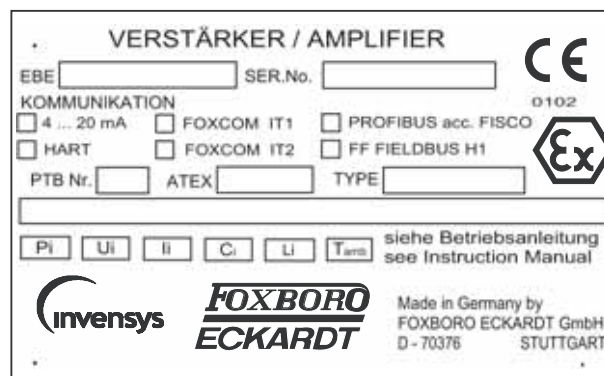 VERSTÄRKER / AMPLIFIER
EBE SER.No.
CE
0102
KOMMUNIKATION
4 ... 20 mA FOXCOM IT1 PROFIBUS acc. FISCO
HART FOXCOM IT2 FF FIELDBUS H1
Ex
PTB Nr. ATEX TYPE
Pi Ui Ii Ci Li Tamb
siehe Betriebsanleitung
see Instruction Manual
invensys
FOXBORO
ECKARDT
Made in Germany by
FOXBORO ECKARDT GmbH
D - 70376 STUTTGART